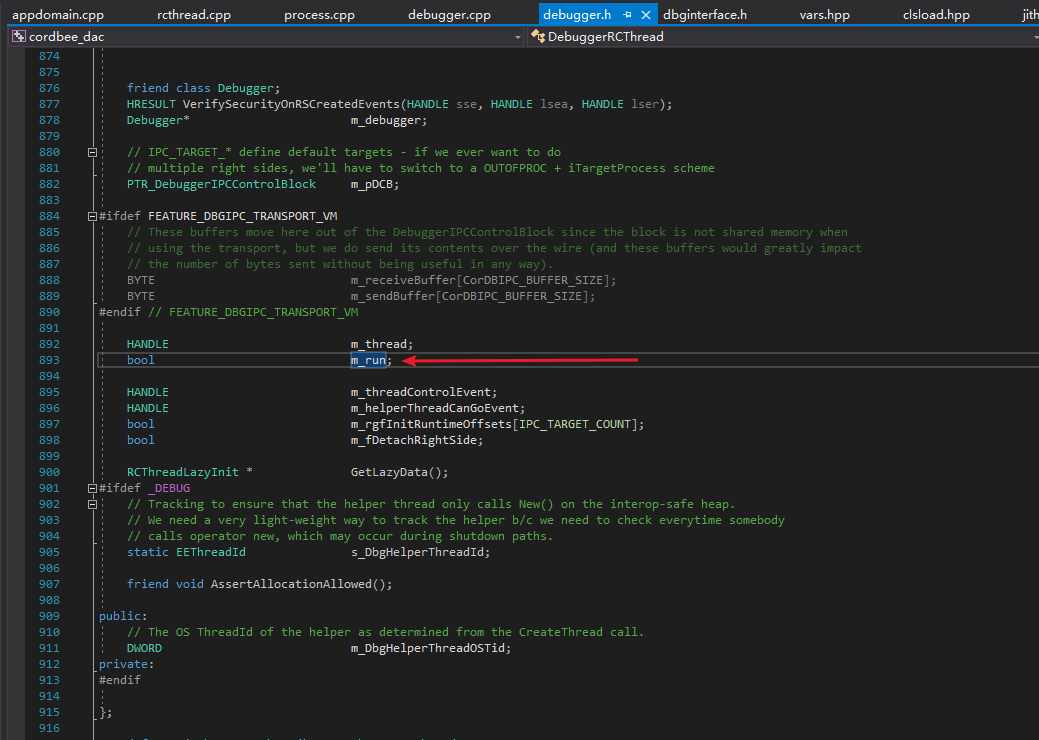 appdomain.cpp rcthread.cpp process.cpp debugger.cpp debugger.h dbginterface.h vars.hpp clsload.hpp jith
cordbee_dac DebuggerRCThread
874
875
876 friend class Debugger;
877 HRESULT VerifySecurityOnRSCreatedEvents(HANDLE sse, HANDLE lsea, HANDLE lser);
878 Debugger* m_debugger;
879
880 // IPC_TARGET_* define default targets - if we ever want to do
881 // multiple right sides, we'll have to switch to a OUTOFPROC + iTargetProcess scheme
882 PTR_DebuggerIPCControlBlock m_pDCB;
883
884 #ifdef FEATURE_DBGIPC_TRANSPORT_VM
885 // These buffers move here out of the DebuggerIPCControlBlock since the block is not shared memory when
886 // using the transport, but we do send its contents over the wire (and these buffers would greatly impact
887 // the number of bytes sent without being useful in any way).
888 BYTE m_receiveBuffer[CorDBIPC_BUFFER_SIZE];
889 BYTE m_sendBuffer[CorDBIPC_BUFFER_SIZE];
890 #endif // FEATURE_DBGIPC_TRANSPORT_VM
891
892 HANDLE m_thread;
893 bool m_run;
894
895 HANDLE m_threadControlEvent;
896 HANDLE m_helperThreadCanGoEvent;
897 bool m_rgfInitRuntimeOffsets[IPC_TARGET_COUNT];
898 bool m_fDetachRightSide;
899
900 RCThreadLazyInit * GetLazyData();
901 #ifdef _DEBUG
902 // Tracking to ensure that the helper thread only calls New() on the interop-safe heap.
903 // We need a very light-weight way to track the helper b/c we need to check everytime somebody
904 // calls operator new, which may occur during shutdown paths.
905 static EEThreadId s_DbgHelperThreadId;
906
907 friend void AssertAllocationAllowed();
908
909 public:
910 // The OS ThreadId of the helper as determined from the CreateThread call.
911 DWORD m_DbgHelperThreadOSTid;
912 private:
913 #endif
914
915 };
916